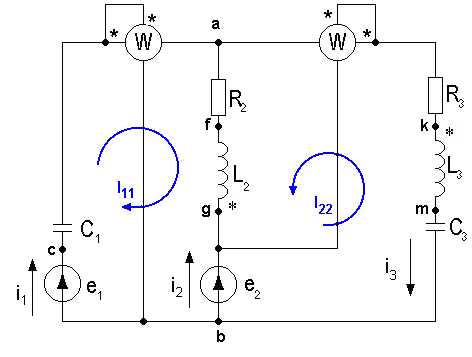 * * W a W *
R₂ R₃
f k *
I₁₁ L₂ I₂₂ L₃
g * m
C₁ C₃
c
i₁ e₁ i₂ e₂ i₃
b